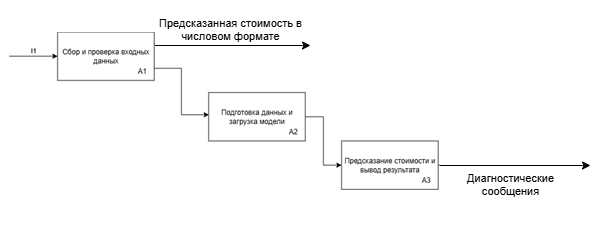 Предсказанная стоимость в
числовом формате
I1
Сбор и проверка входных
данных
A1
Подготовка данных и
загрузка модели
A2
Предсказание стоимости и
вывод результата
A3
Диагностические
сообщения